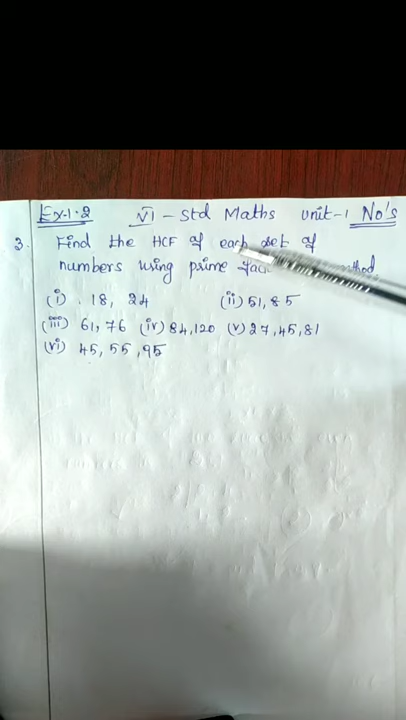 Ex-1.2 VI - Std Maths Unit-1 No's
3. Find the HCF of each set of
numbers using prime
(i) 18, 24 (ii) 51, 85
(iii) 61, 76 (iv) 84, 120 (v) 27, 45, 81
(vi) 45, 55, 95